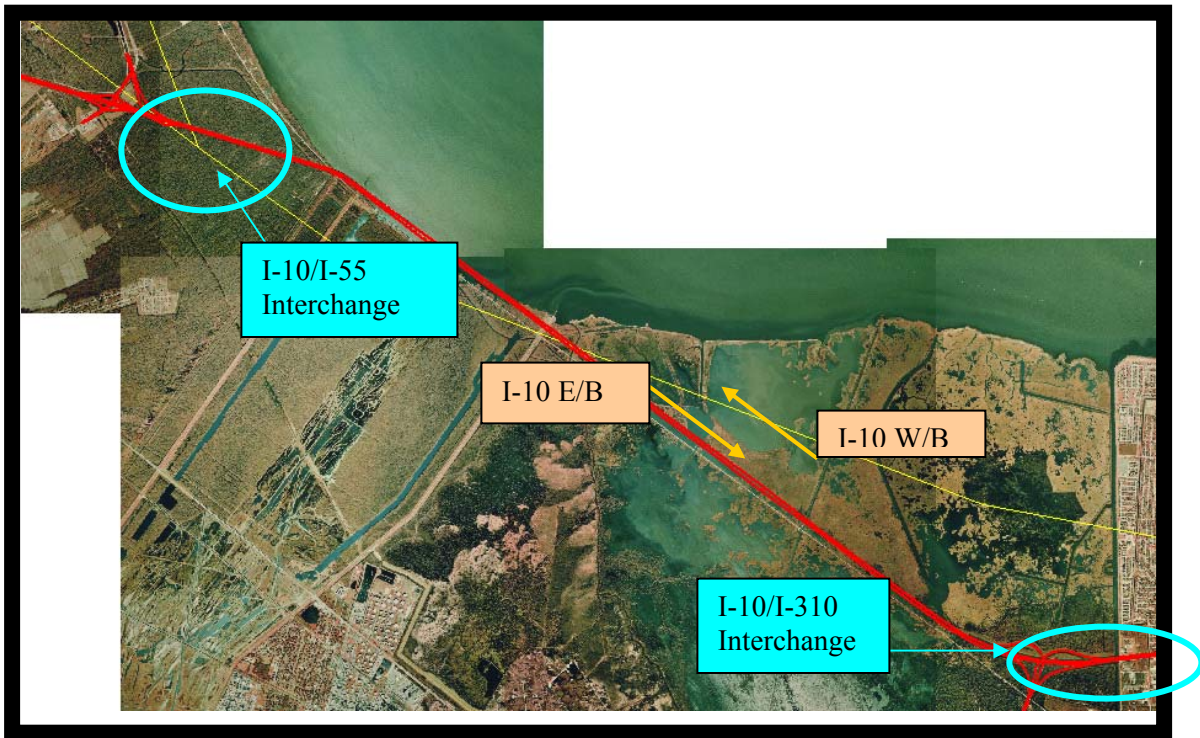 I-10/I-55
Interchange
I-10 E/B
I-10 W/B
I-10/I-310
Interchange